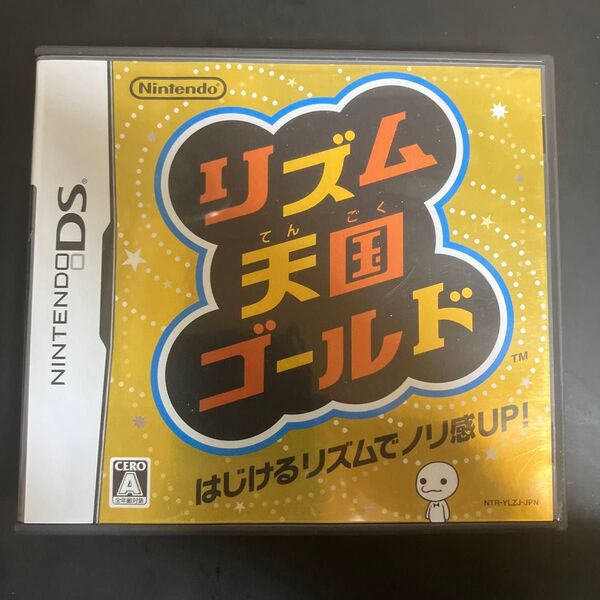 NINTENDO DS®
Nintendo®
リズム
てんごく
天国
ゴールド
TM
はじけるリズムでノリ感UP!
CERO
A
全年齢対象
NTR-YLZJ-JPN